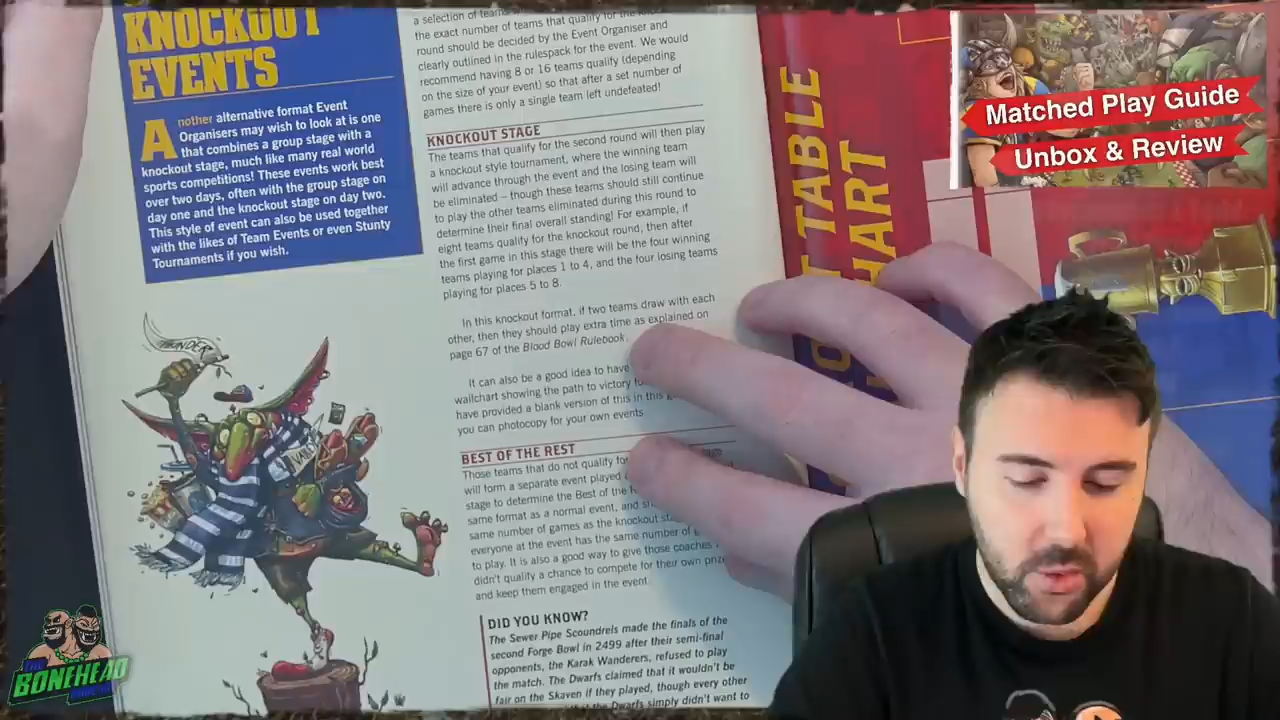 KNOCKOUT
EVENTS
Another alternative format Event
Organisers may wish to look at is one
that combines a group stage with a
knockout stage, much like many real world
sports competitions! These events work best
over two days, often with the group stage on
day one and the knockout stage on day two.
This style of event can also be used together
with the likes of Team Events or even Stunty
Tournaments if you wish.
a selection of teams
the exact number of teams that qualify for the
round should be decided by the Event Organiser and
clearly outlined in the rulespack for the event. We would
recommend having 8 or 16 teams qualify (depending
on the size of your event) so that after a set number of
games there is only a single team left undefeated!
KNOCKOUT STAGE
The teams that qualify for the second round will then play
a knockout style tournament, where the winning team
will advance through the event and the losing team will
be eliminated – though these teams should still continue
to play the other teams eliminated during this round to
determine their final overall standing! For example, if
eight teams qualify for the knockout round, then after
the first game in this stage there will be the four winning
teams playing for places 1 to 4, and the four losing teams
playing for places 5 to 8.
In this knockout format, if two teams draw with each
other, then they should play extra time as explained on
page 67 of the Blood Bowl Rulebook.
It can also be a good idea to have
wallchart showing the path to victory
have provided a blank version of this in this
you can photocopy for your own events
BEST OF THE REST
Those teams that do not qualify for
will form a separate event played
stage to determine the Best of the
same format as a normal event, and
same number of games as the knockout
everyone at the event has the same number of
to play. It is also a good way to give those coaches
didn't qualify a chance to compete for their own
and keep them engaged in the event.
DID YOU KNOW?
The Sewer Pipe Scoundrels made the finals of the
second Forge Bowl in 2499 after their semi-final
opponents, the Karak Wanderers, refused to play
the match. The Dwarfs claimed that it wouldn't be
fair on the Skaven if they played, though every other
the Dwarfs simply didn't want to
TABLE
Matched Play Guide
Unbox & Review
THE
BONEHEAD